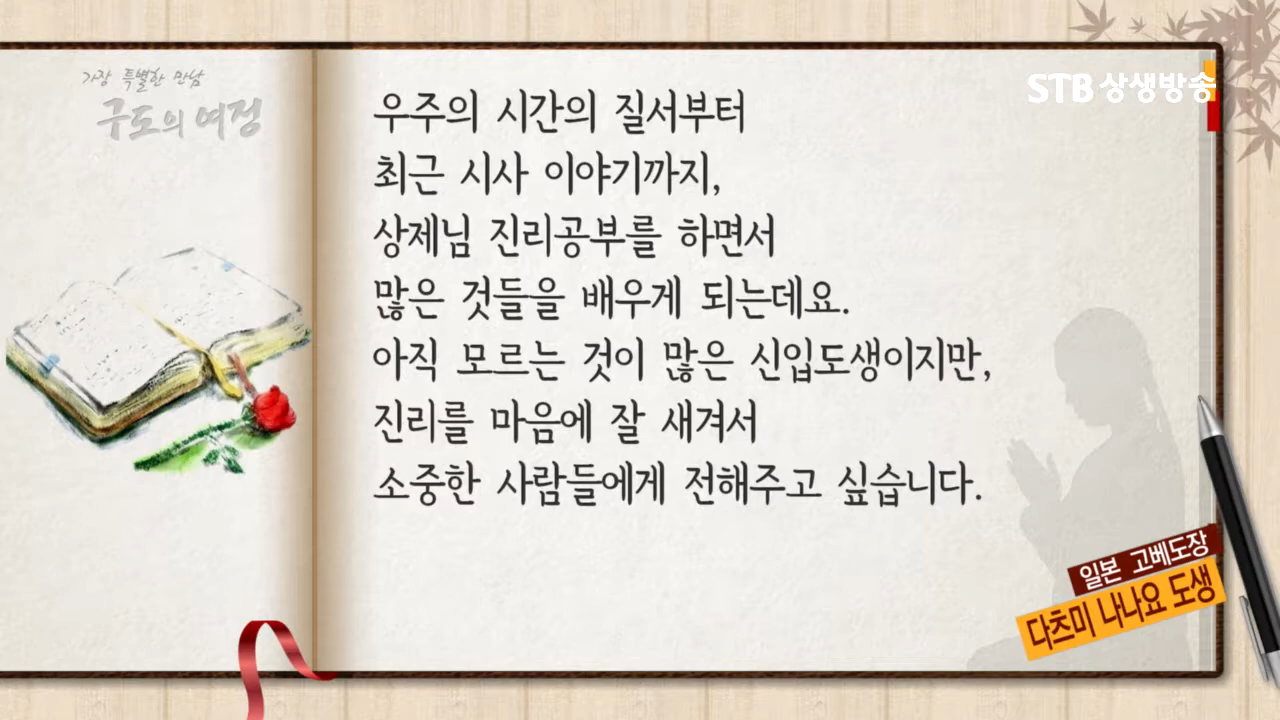 가장 특별한 만남
구도의 여정
STB 상생방송
우주의 시간의 질서부터
최근 시사 이야기까지,
상제님 진리공부를 하면서
많은 것들을 배우게 되는데요.
아직 모르는 것이 많은 신입도생이지만,
진리를 마음에 잘 새겨서
소중한 사람들에게 전해주고 싶습니다.
일본 고베도장
다츠미 나나요 도생